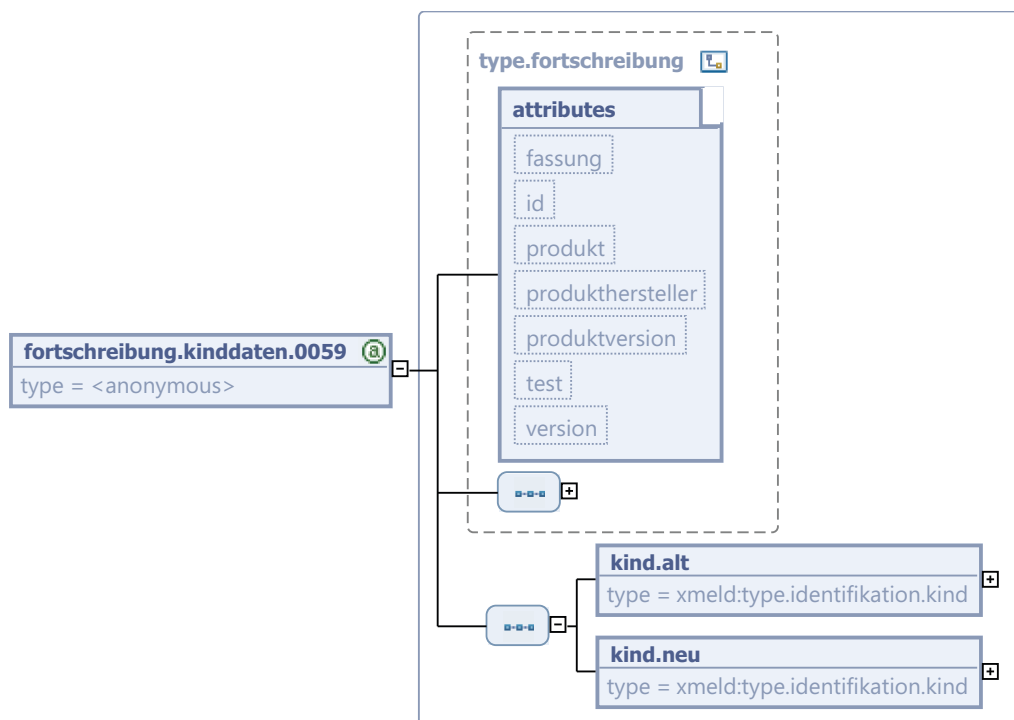 type.fortschreibung
attributes
fassung
id
produkt
produkthersteller
produktversion
test
version
fortschreibung.kinddaten.0059
type = <anonymous>
kind.alt
type = xmeld:type.identifikation.kind
kind.neu
type = xmeld:type.identifikation.kind